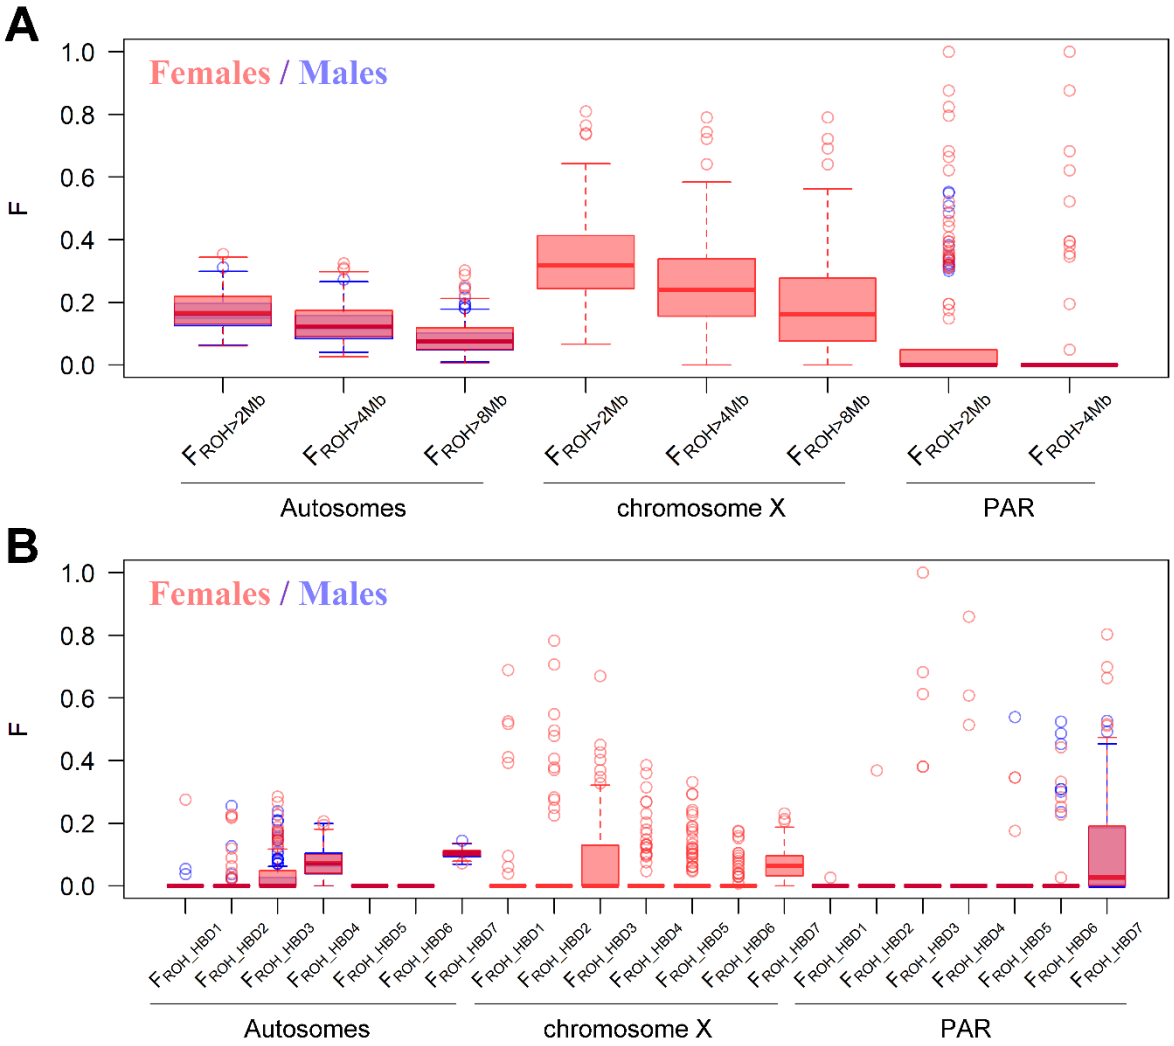 A
Females / Males
F
1.0
0.8
0.6
0.4
0.2
0.0
FROH>2Mb
FROH>4Mb
FROH>8Mb
FROH>2Mb
FROH>4Mb
FROH>8Mb
FROH>2Mb
FROH>4Mb
Autosomes
chromosome X
PAR
B
Females / Males
F
1.0
0.8
0.6
0.4
0.2
0.0
FROH_HBD1
FROH_HBD2
FROH_HBD3
FROH_HBD4
FROH_HBD5
FROH_HBD6
FROH_HBD7
FROH_HBD1
FROH_HBD2
FROH_HBD3
FROH_HBD4
FROH_HBD5
FROH_HBD6
FROH_HBD7
FROH_HBD1
FROH_HBD2
FROH_HBD3
FROH_HBD4
FROH_HBD5
FROH_HBD6
FROH_HBD7
Autosomes
chromosome X
PAR